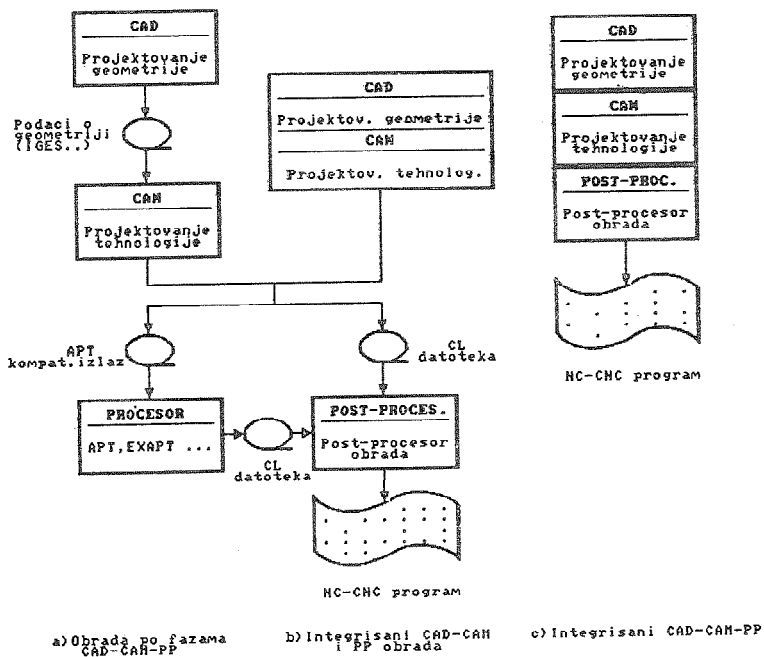 CAD
Projektovanje
geometrije
Podaci o
geometriji
(IGES..)
CAM
Projektovanje
tehnologije
CAD
Projektov. geometrije
CAM
Projektov. tehnolog.
CAD
Projektovanje
geometrije
CAM
Projektovanje
tehnologije
POST-PROC.
Post-procesor
obrada
NC-CNC program
APT
kompat.izlaz
CL
datoteka
PROCESOR
APT,EXAPT ...
CL
datoteka
POST-PROCES.
Post-procesor
obrada
NC-CNC program
a)Obrada po fazama
CAD-CAM-PP
b)Integrisani CAD-CAM
i PP obrada
c)Integrisani CAD-CAM-PP